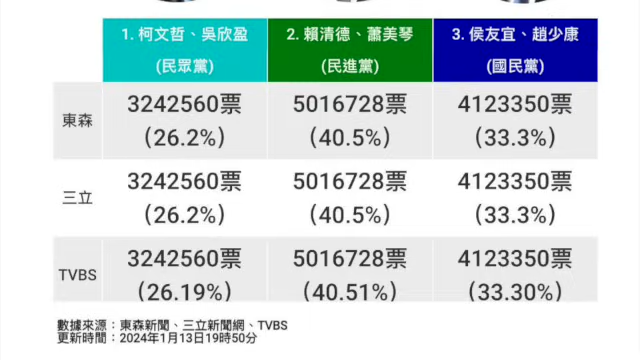 1. 柯文哲、吳欣盈 2. 賴清德、蕭美琴 3. 侯友宜、趙少康
(民眾黨) (民進黨) (國民黨)
東森 3242560票 5016728票 4123350票
(26.2%) (40.5%) (33.3%)
三立 3242560票 5016728票 4123350票
(26.2%) (40.5%) (33.3%)
TVBS 3242560票 5016728票 4123350票
(26.19%) (40.51%) (33.30%)
數據來源：東森新聞、三立新聞網、TVBS
更新時間：2024年1月13日19時50分